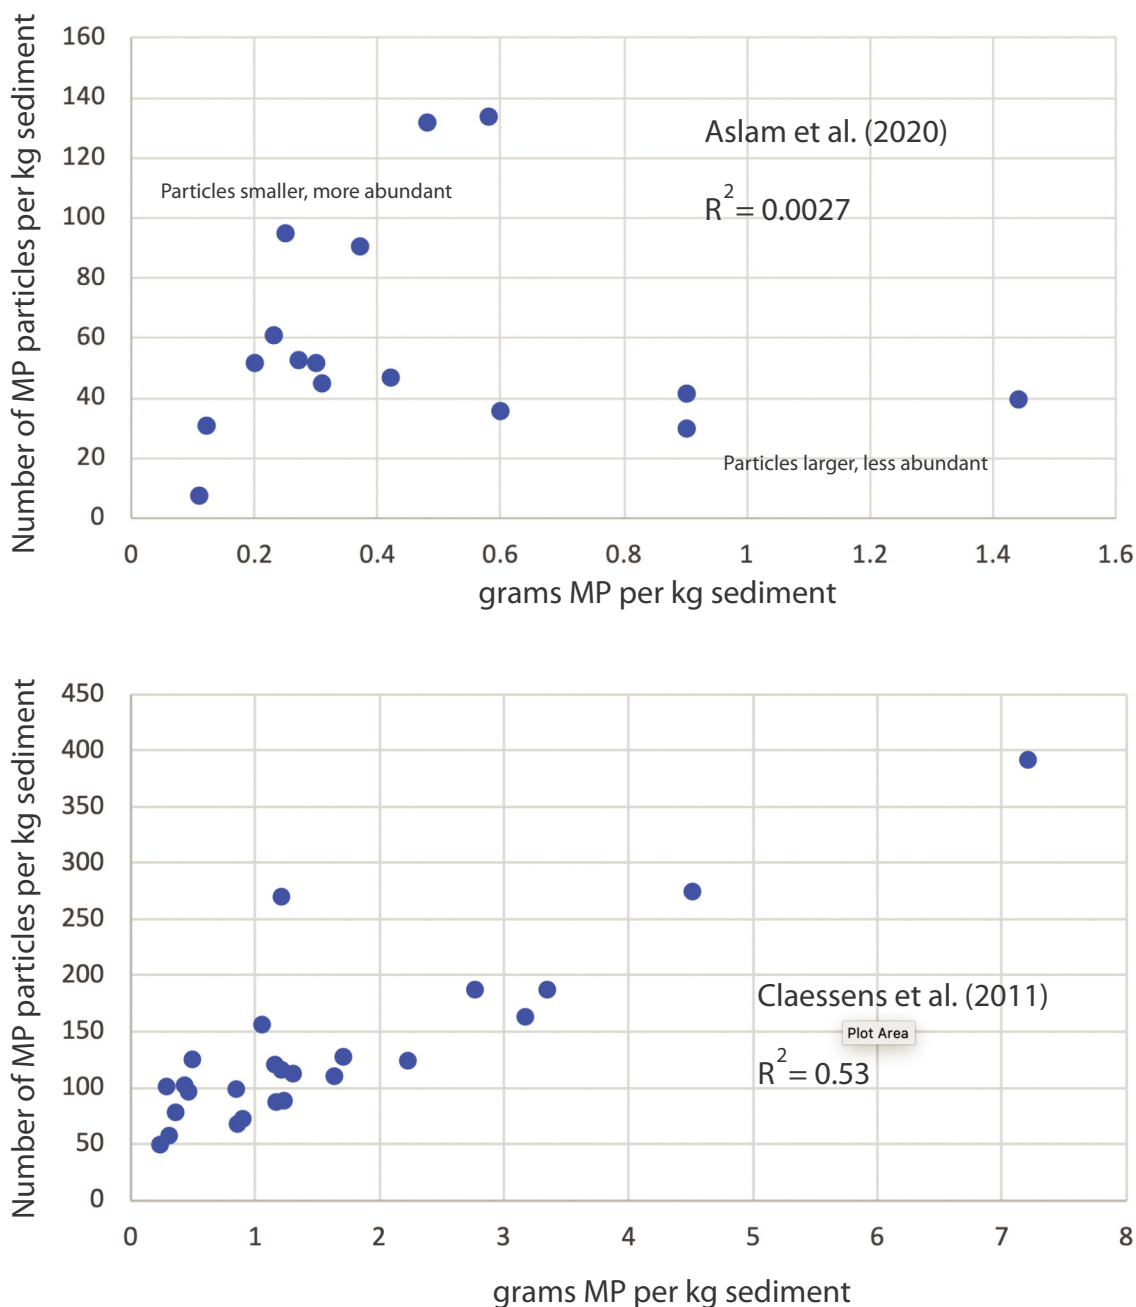 Number of MP particles per kg sediment
160
140
120
100
80
60
40
20
0
Aslam et al. (2020)
R2= 0.0027
Particles smaller, more abundant
Particles larger, less abundant
0 0.2 0.4 0.6 0.8 1 1.2 1.4 1.6
grams MP per kg sediment
Number of MP particles per kg sediment
450
400
350
300
250
200
150
100
50
0
Claessens et al. (2011)
Plot Area
R2= 0.53
0 1 2 3 4 5 6 7 8
grams MP per kg sediment